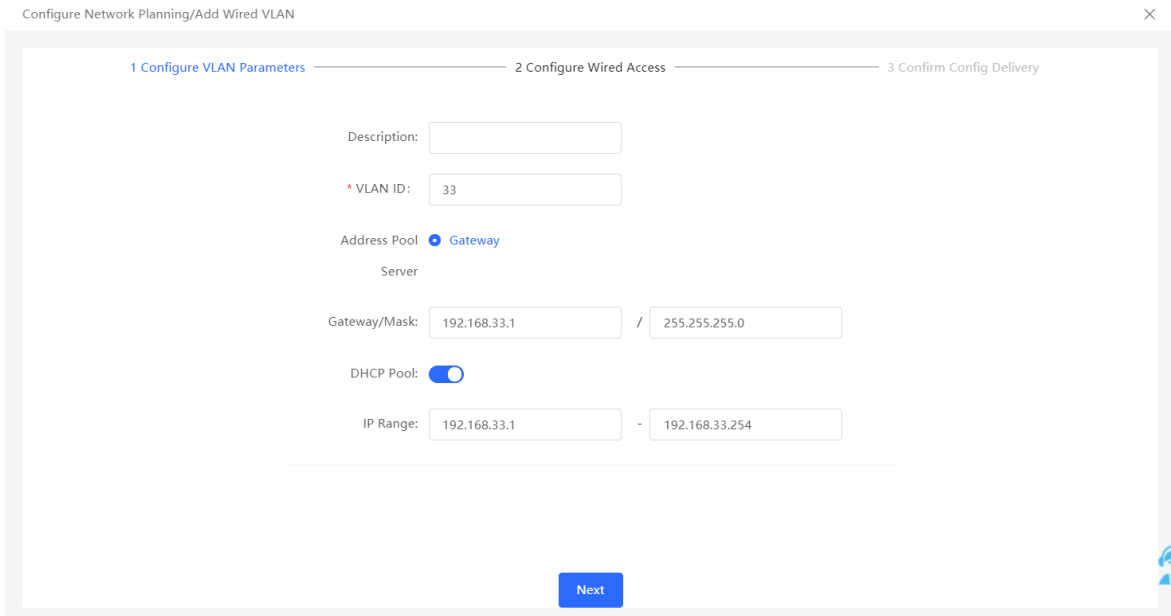 Configure Network Planning/Add Wired VLAN
1 Configure VLAN Parameters 2 Configure Wired Access 3 Confirm Config Delivery
Description:
* VLAN ID: 33
Address Pool Gateway
Server
Gateway/Mask: 192.168.33.1 / 255.255.255.0
DHCP Pool:
IP Range: 192.168.33.1 - 192.168.33.254
Next